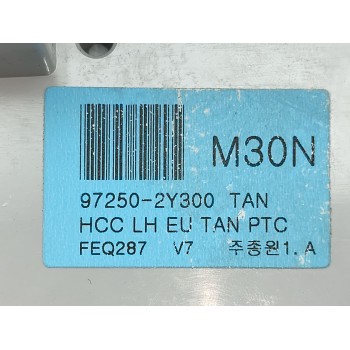 M30N
97250-2Y300 TAN
HCC LH EU TAN PTC
FEQ287 V7 주종원1. A